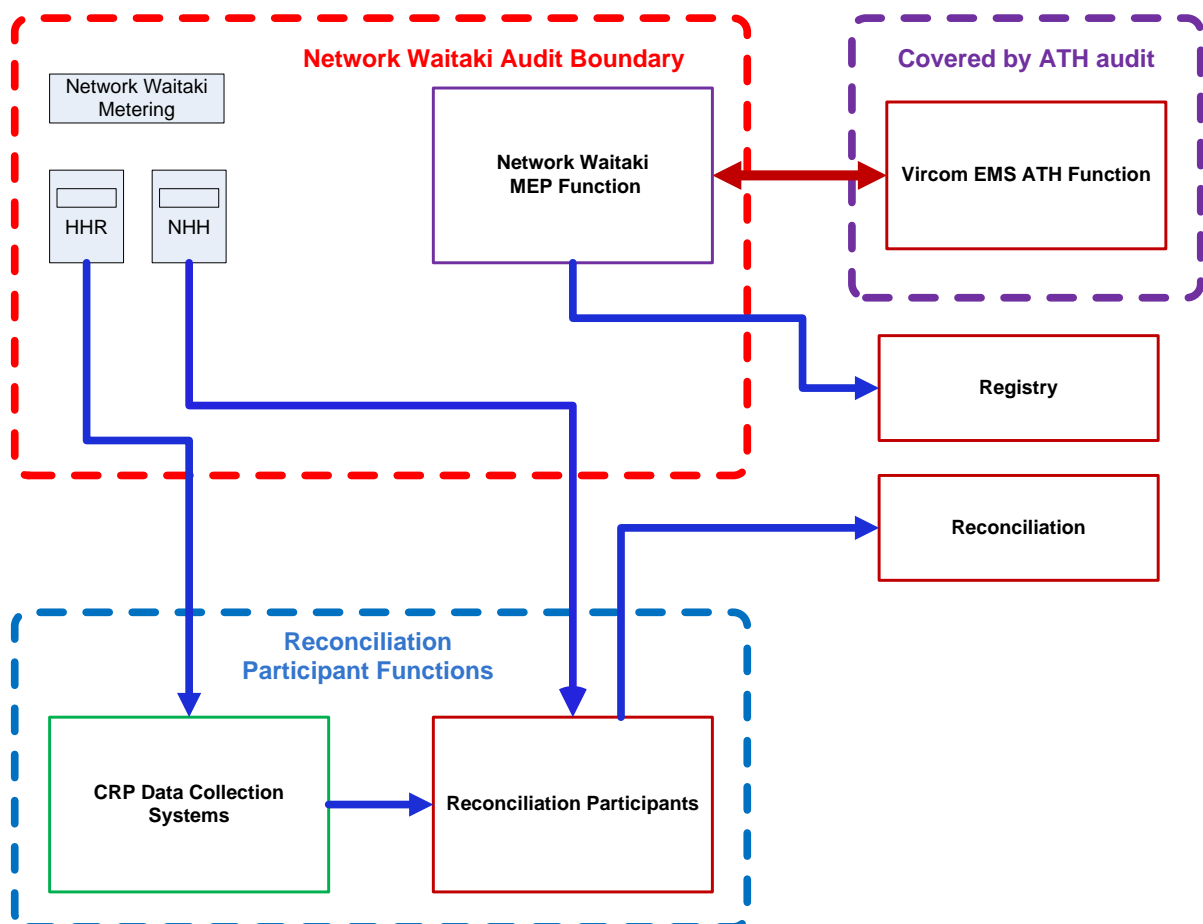 Network Waitaki Audit Boundary
Network Waitaki
Metering
HHR
NHH
Network Waitaki
MEP Function
Covered by ATH audit
Vircom EMS ATH Function
Registry
Reconciliation
Reconciliation
Participant Functions
CRP Data Collection
Systems
Reconciliation Participants